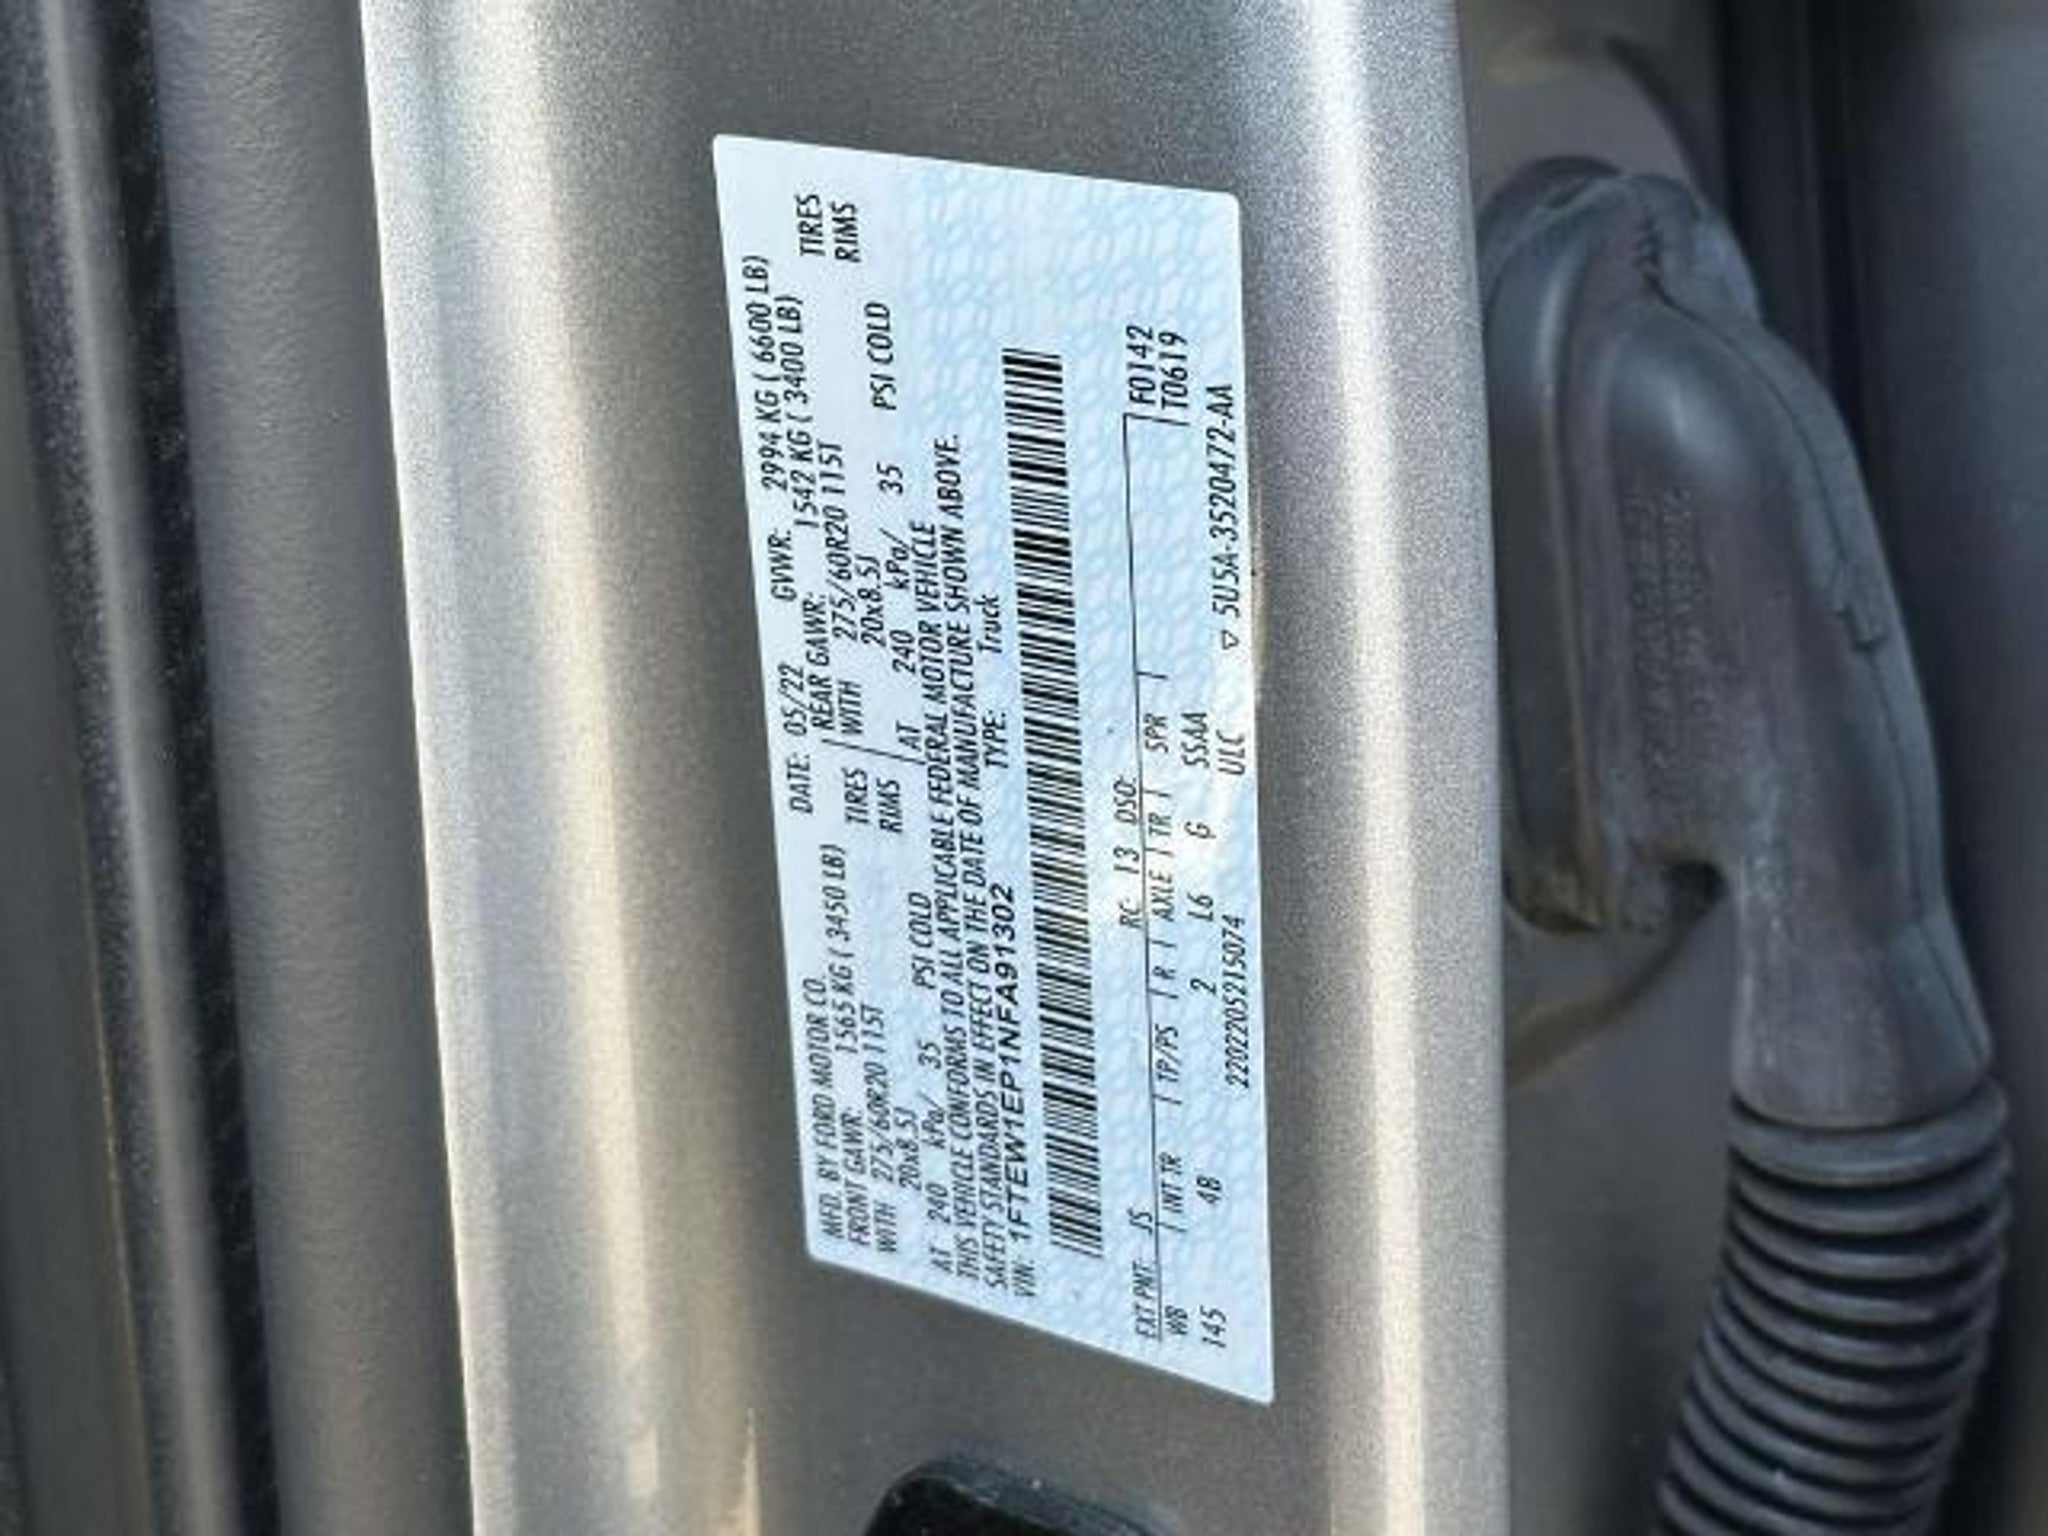 MFD. BY FORD MOTOR CO. DATE: 05/22 GVWR: 2994 KG ( 6600 LB)
FRONT GAWR: 1565 KG ( 3450 LB) REAR GAWR: 1542 KG ( 3400 LB)
WITH 275/60R20 115T TIRES WITH 275/60R20 115T TIRES
20x8.5J RIMS 20x8.5J RIMS
AT 240 kPa/ 35 PSI COLD AT 240 kPa/ 35 PSI COLD
THIS VEHICLE CONFORMS TO ALL APPLICABLE FEDERAL MOTOR VEHICLE
SAFETY STANDARDS IN EFFECT ON THE DATE OF MANUFACTURE SHOWN ABOVE.
VIN: 1FTEW1EP1NFA91302 TYPE: Truck
EXT PNT: JS RC: 13 DSO: F0142
WB INT TR TP/PS R AXLE TR SPR T0619
145 4B 2 L6 G SSAA
2202205215074 ULC ▽ 5U5A-3520472-AA